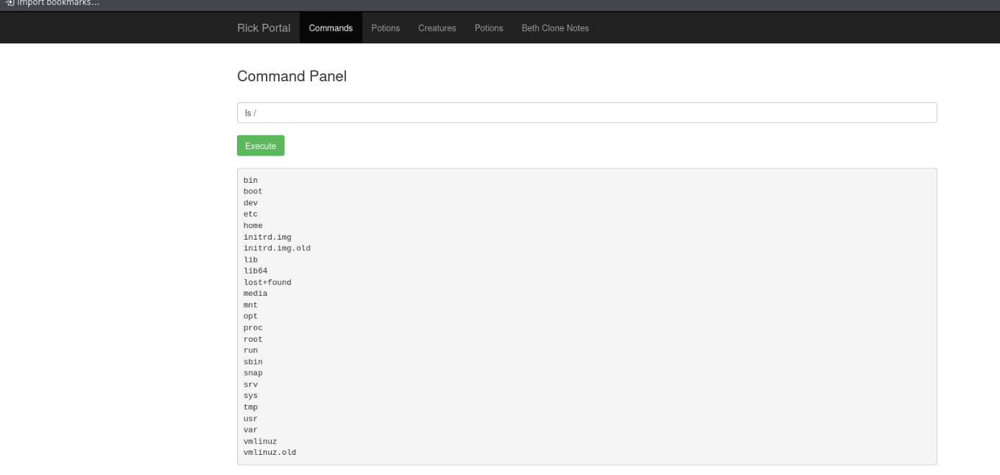 Import bookmarks...
Rick Portal Commands Potions Creatures Potions Beth Clone Notes
Command Panel
ls /
Execute
bin
boot
dev
etc
home
initrd.img
initrd.img.old
lib
lib64
lost+found
media
mnt
opt
proc
root
run
sbin
snap
srv
sys
tmp
usr
var
vmlinuz
vmlinuz.old